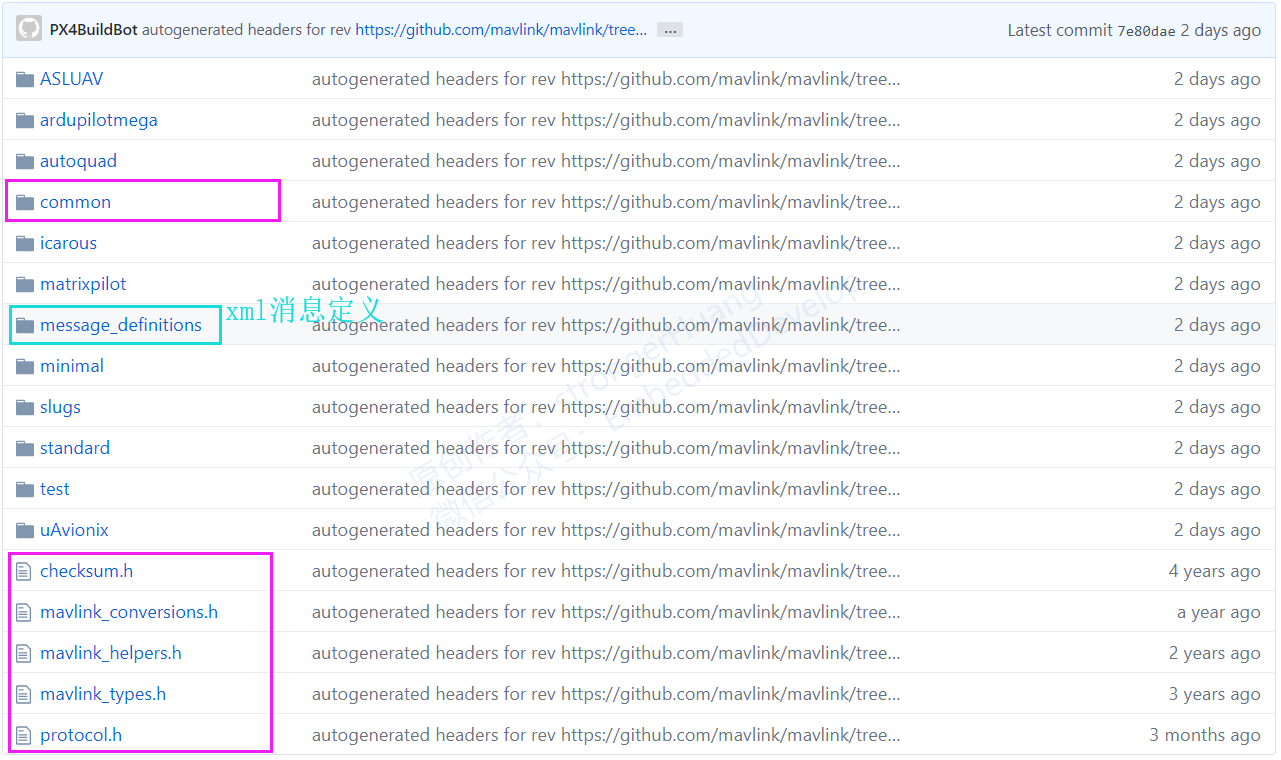 PX4BuildBot autogenerated headers for rev https://github.com/mavlink/mavlink/tree... ... Latest commit 7e80dae 2 days ago
ASLUAV autogenerated headers for rev https://github.com/mavlink/mavlink/tree... 2 days ago
ardupilotmega autogenerated headers for rev https://github.com/mavlink/mavlink/tree... 2 days ago
autoquad autogenerated headers for rev https://github.com/mavlink/mavlink/tree... 2 days ago
common autogenerated headers for rev https://github.com/mavlink/mavlink/tree... 2 days ago
icarous autogenerated headers for rev https://github.com/mavlink/mavlink/tree... 2 days ago
matrixpilot autogenerated headers for rev https://github.com/mavlink/mavlink/tree... 2 days ago
xml消息定义
message_definitions autogenerated headers for rev https://github.com/mavlink/mavlink/tree... 2 days ago
minimal autogenerated headers for rev https://github.com/mavlink/mavlink/tree... 2 days ago
slugs autogenerated headers for rev https://github.com/mavlink/mavlink/tree... 2 days ago
standard autogenerated headers for rev https://github.com/mavlink/mavlink/tree... 2 days ago
test autogenerated headers for rev https://github.com/mavlink/mavlink/tree... 2 days ago
uAvionix autogenerated headers for rev https://github.com/mavlink/mavlink/tree... 2 days ago
checksum.h autogenerated headers for rev https://github.com/mavlink/mavlink/tree... 4 years ago
mavlink_conversions.h autogenerated headers for rev https://github.com/mavlink/mavlink/tree... a year ago
mavlink_helpers.h autogenerated headers for rev https://github.com/mavlink/mavlink/tree... 2 years ago
mavlink_types.h autogenerated headers for rev https://github.com/mavlink/mavlink/tree... 3 years ago
protocol.h autogenerated headers for rev https://github.com/mavlink/mavlink/tree... 3 months ago
原创作者：strongerHuang
微信公众号：EmbeddedDevelop